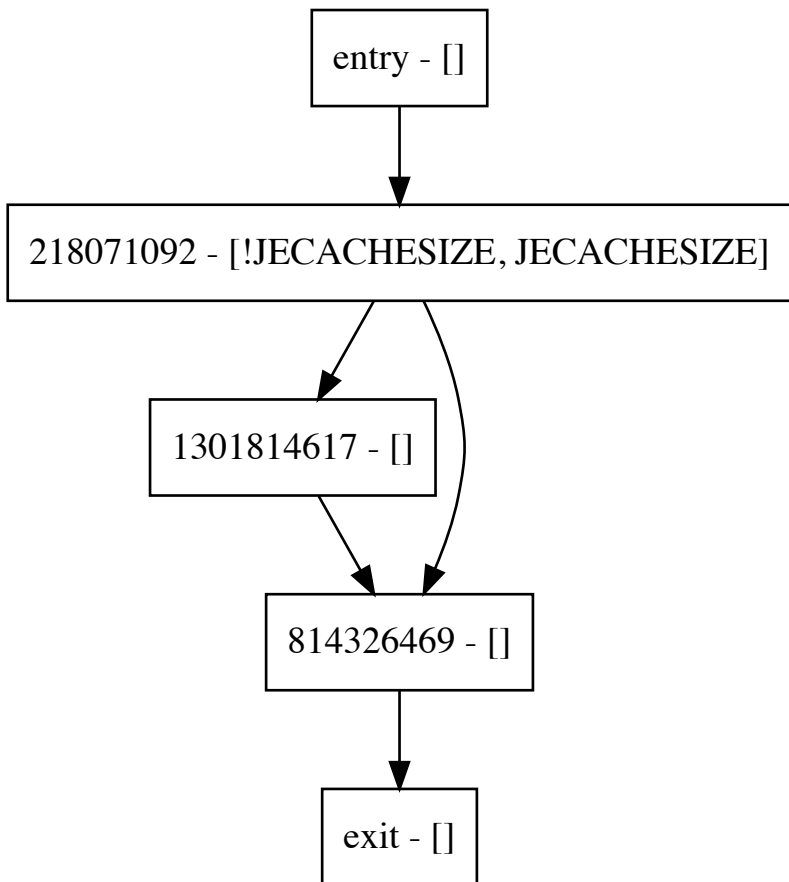 entry - []
218071092 - [!JECACHESIZE, JECACHESIZE]
1301814617 - []
814326469 - []
exit - []